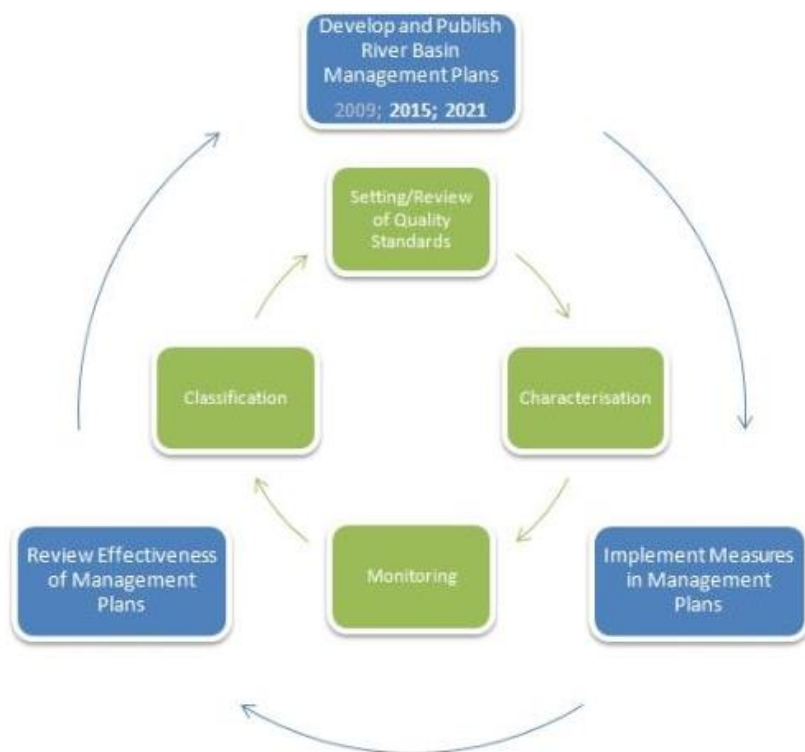 Develop and Publish
River Basin
Management Plans
2009; 2015; 2021
Setting/Review
of Quality
Standards
Classification
Characterisation
Review Effectiveness
of Management
Plans
Monitoring
Implement Measures
in Management
Plans